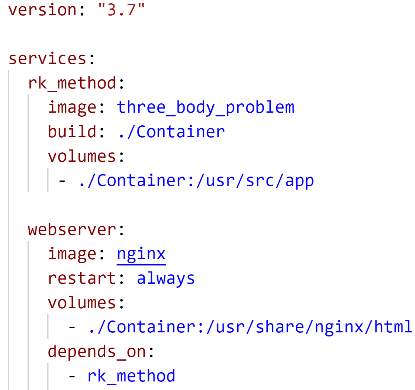 version: "3.7"
services:
rk_method:
image: three_body_problem
build: ./Container
volumes:
- ./Container:/usr/src/app
webserver:
image: nginx
restart: always
volumes:
- ./Container:/usr/share/nginx/html
depends_on:
- rk_method